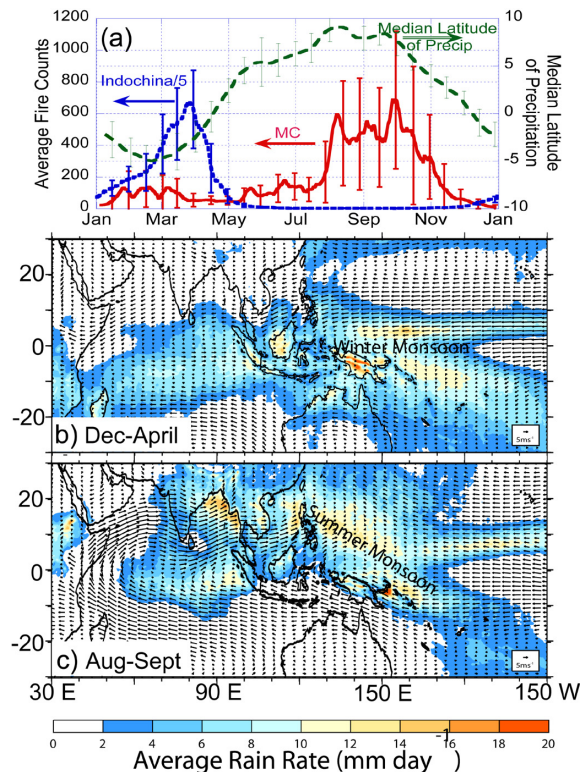 (a)
1200
1000
800
600
400
200
0
Average Fire Counts
Jan Mar May Jul Sep Nov Jan
10
5
0
-5
-10
Median Latitude
of Precipitation
Median Latitude
of Precip
Indochina/5
MC
20
0
-20
Winter Monsoon
b) Dec-April
5ms⁻¹
20
0
-20
Summer Monsoon
c) Aug-Sept
5ms⁻¹
30 E 90 E 150 E 150 W
0 2 4 6 8 10 12 14 16 18 20
Average Rain Rate (mm day⁻¹)